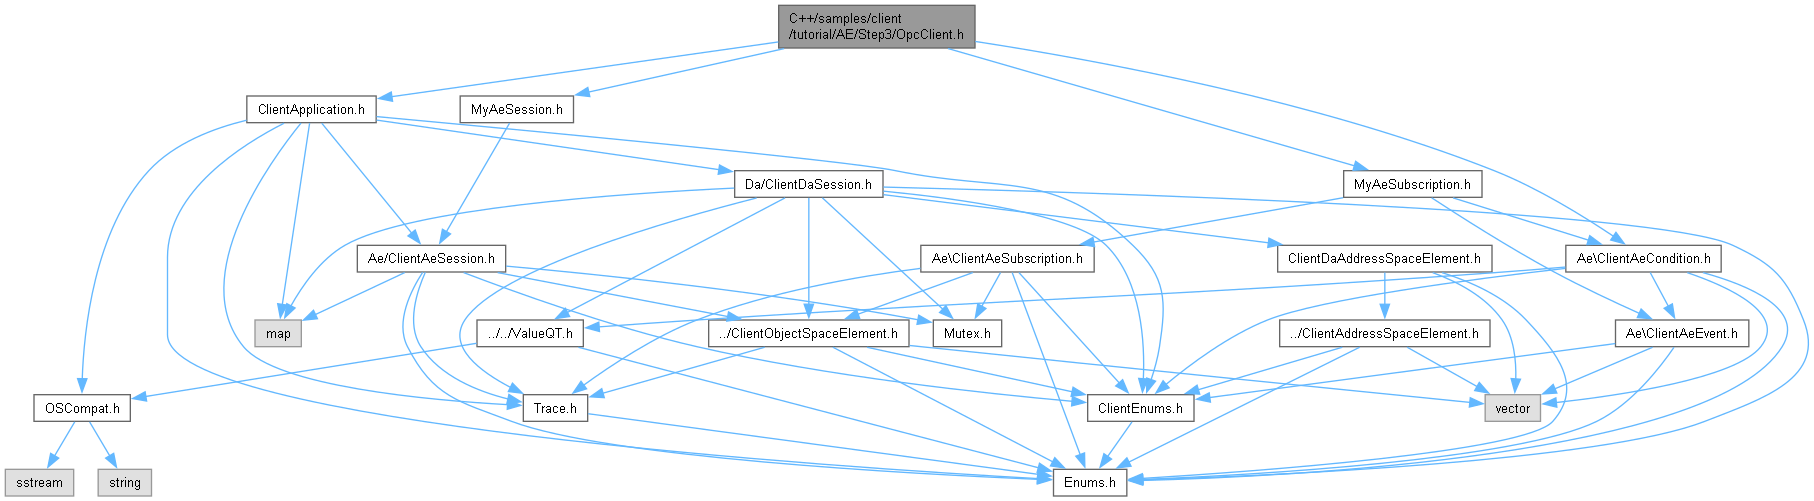 C++/samples/client
/tutorial/AE/Step3/OpcClient.h
ClientApplication.h
MyAeSession.h
Da/ClientDaSession.h
MyAeSubscription.h
Ae/ClientAeSession.h
Ae\ClientAeSubscription.h
ClientDaAddressSpaceElement.h
Ae\ClientAeCondition.h
map
../../ValueQT.h
../ClientObjectSpaceElement.h
Mutex.h
../ClientAddressSpaceElement.h
Ae\ClientAeEvent.h
OSCompat.h
Trace.h
ClientEnums.h
vector
sstream
string
Enums.h